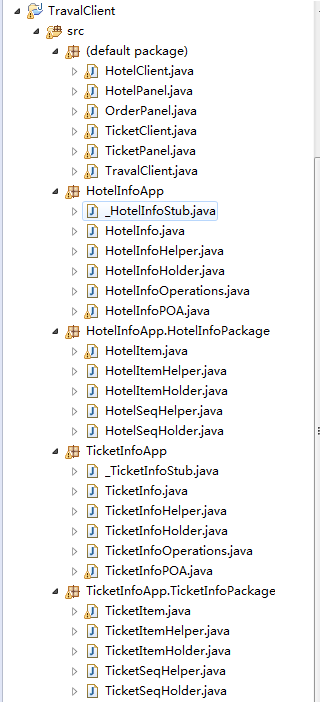 TravalClient
src
(default package)
HotelClient.java
HotelPanel.java
OrderPanel.java
TicketClient.java
TicketPanel.java
TravalClient.java
HotelInfoApp
_HotelInfoStub.java
HotelInfo.java
HotelInfoHelper.java
HotelInfoHolder.java
HotelInfoOperations.java
HotelInfoPOA.java
HotelInfoApp.HotelInfoPackage
HotelItem.java
HotelItemHelper.java
HotelItemHolder.java
HotelSeqHelper.java
HotelSeqHolder.java
TicketInfoApp
_TicketInfoStub.java
TicketInfo.java
TicketInfoHelper.java
TicketInfoHolder.java
TicketInfoOperations.java
TicketInfoPOA.java
TicketInfoApp.TicketInfoPackage
TicketItem.java
TicketItemHelper.java
TicketItemHolder.java
TicketSeqHelper.java
TicketSeqHolder.java